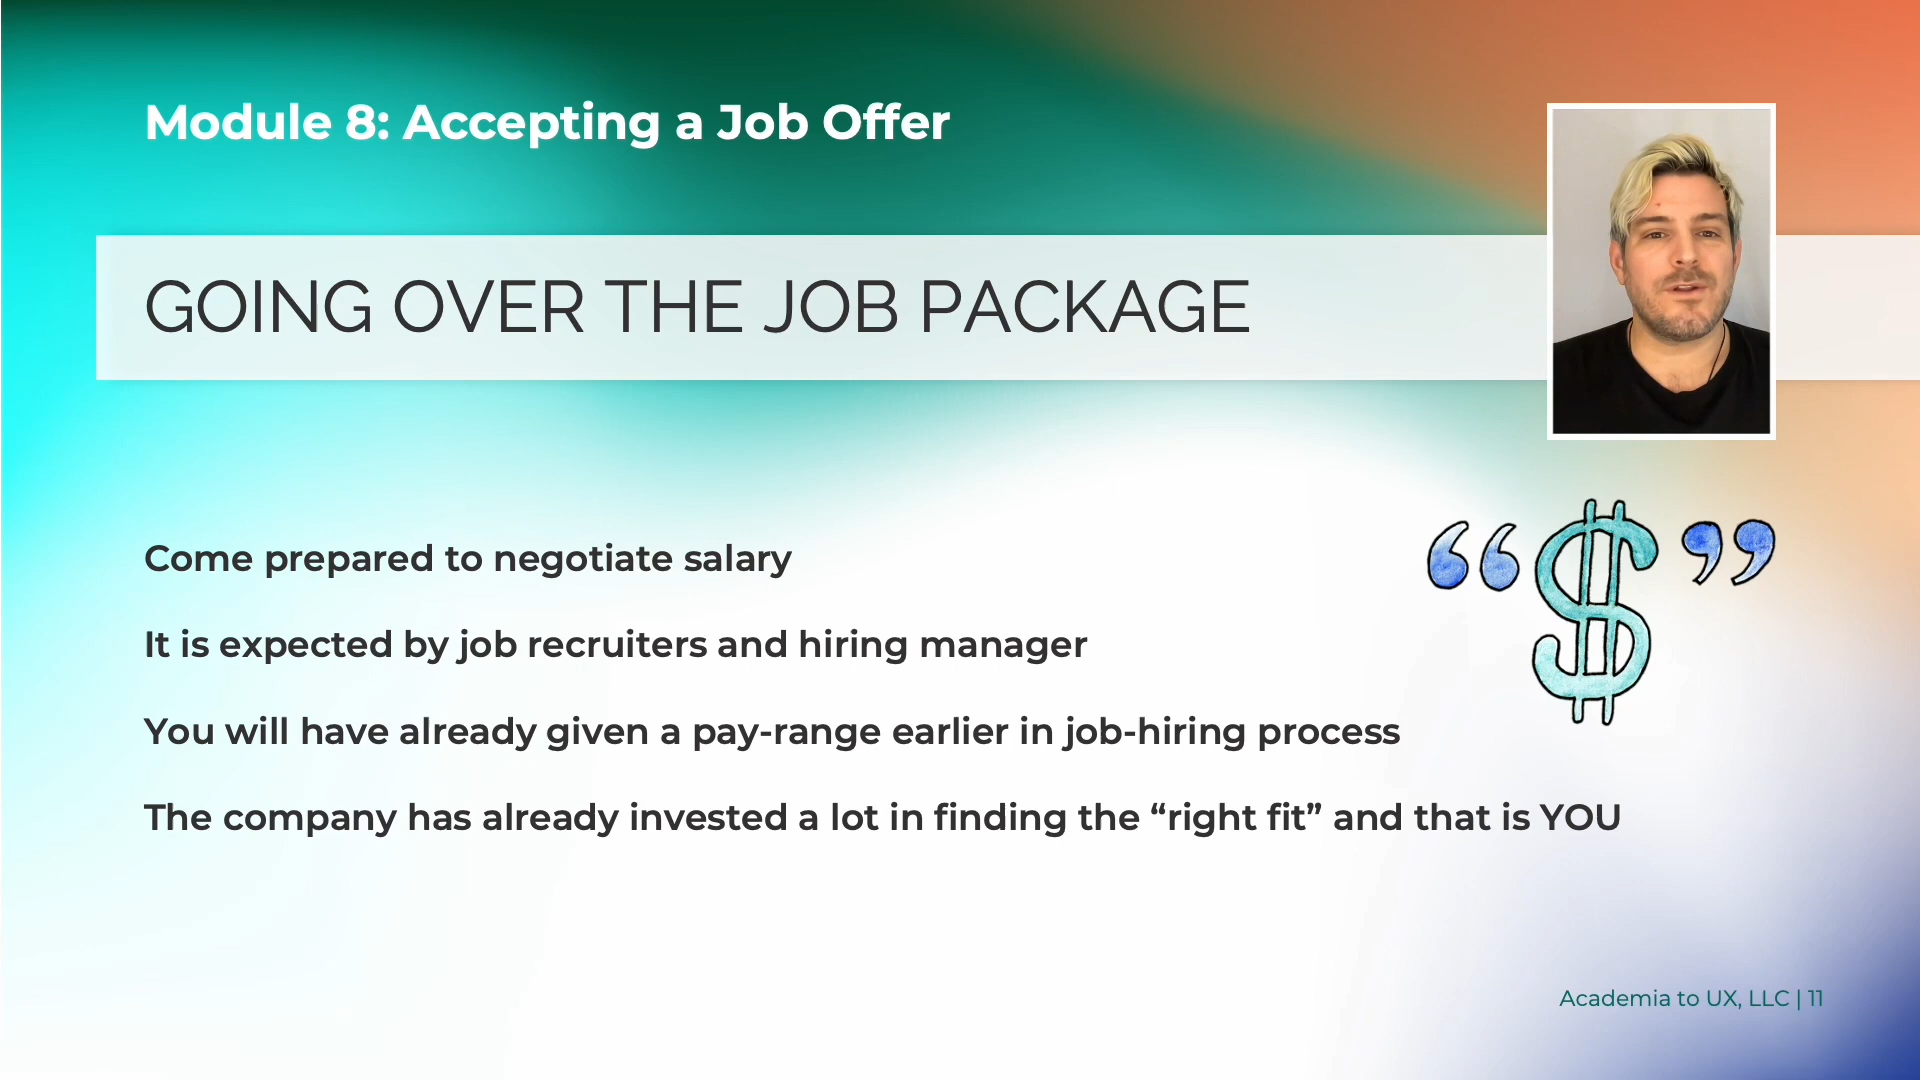 Module 8: Accepting a Job Offer
GOING OVER THE JOB PACKAGE
“$”
Come prepared to negotiate salary
It is expected by job recruiters and hiring manager
You will have already given a pay-range earlier in job-hiring process
The company has already invested a lot in finding the “right fit” and that is YOU
Academia to UX, LLC | 11